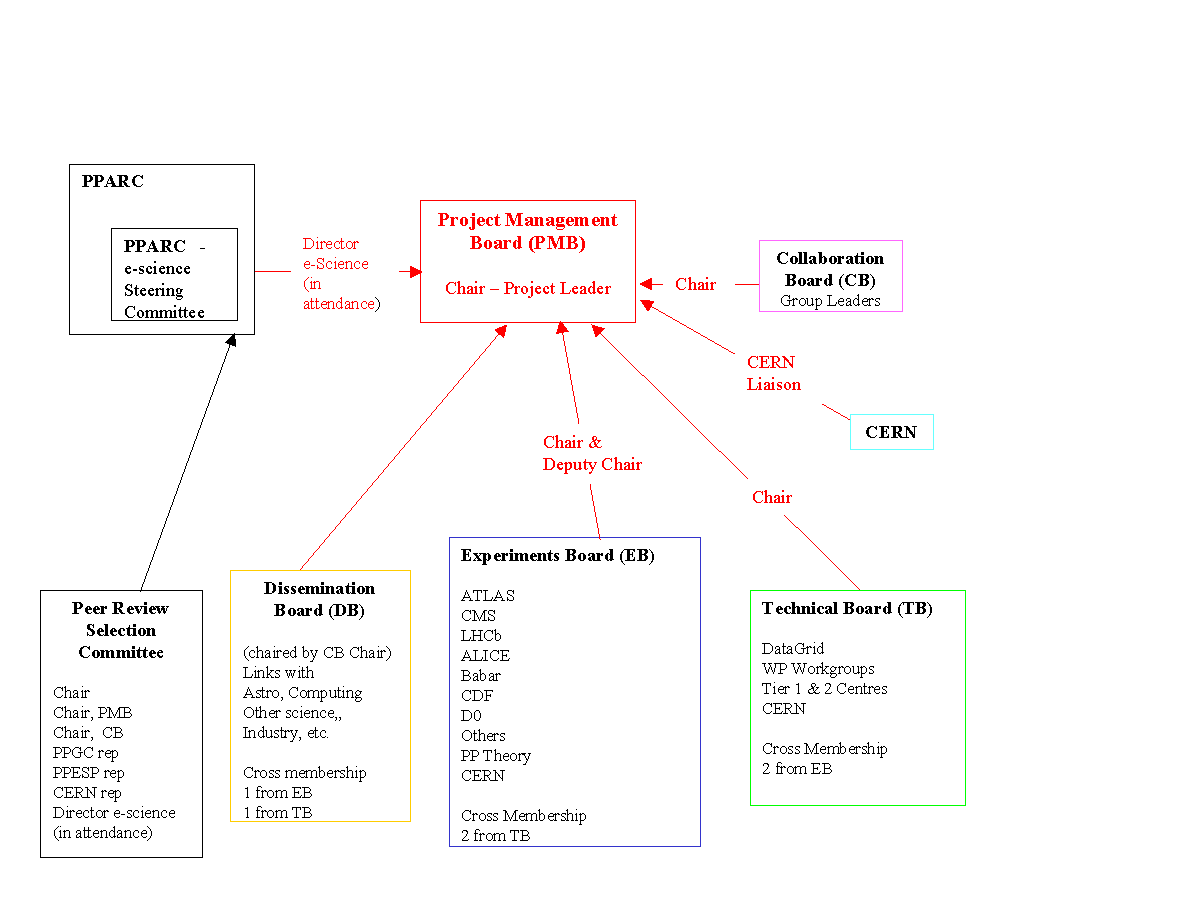 PPARC
PPARC -
e-science
Steering
Committee
Director
e-Science
(in
attendance)
Project Management
Board (PMB)
Chair – Project Leader
Chair
Collaboration
Board (CB)
Group Leaders
CERN
Liaison
CERN
Chair &
Deputy Chair
Chair
Peer Review
Selection
Committee
Chair
Chair, PMB
Chair, CB
PPGC rep
PPESP rep
CERN rep
Director e-science
(in attendance)
Dissemination
Board (DB)
(chaired by CB Chair)
Links with
Astro, Computing
Other science,,
Industry, etc.
Cross membership
1 from EB
1 from TB
Experiments Board (EB)
ATLAS
CMS
LHCb
ALICE
Babar
CDF
D0
Others
PP Theory
CERN
Cross Membership
2 from TB
Technical Board (TB)
DataGrid
WP Workgroups
Tier 1 & 2 Centres
CERN
Cross Membership
2 from EB